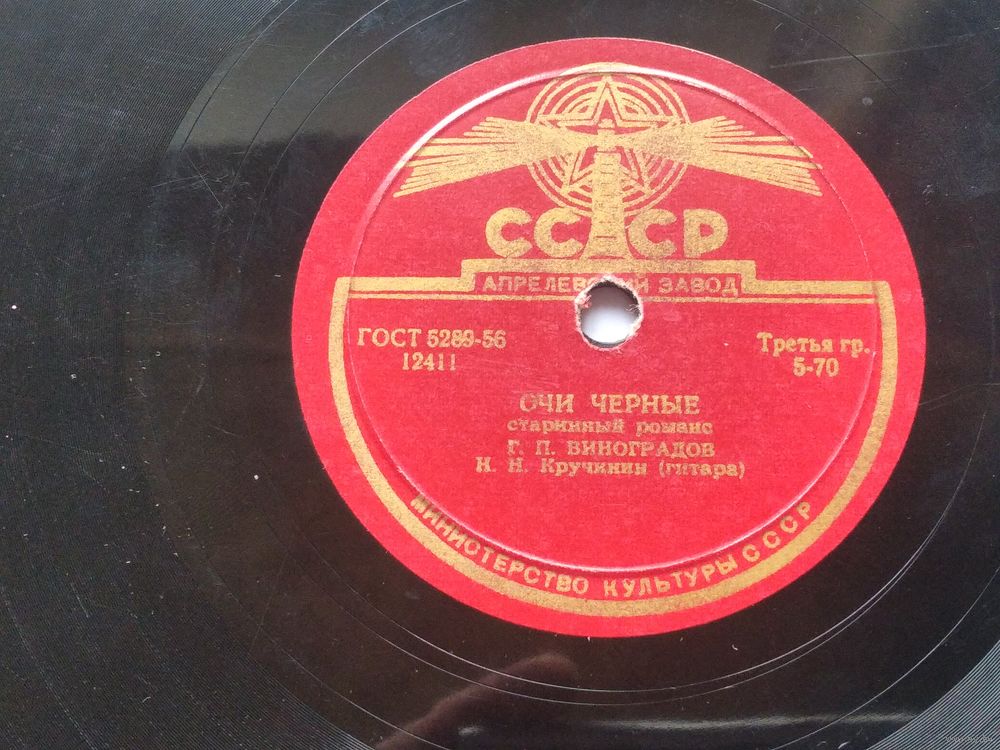 СССР
АПРЕЛЕВСКИЙ ЗАВОД
ГОСТ 5289-56
12411
Третья гр.
5-70
ОЧИ ЧЕРНЫЕ
старинный романс
Г. П. ВИНОГРАДОВ
Н. Н. Кручинин (гитара)
МИНИСТЕРСТВО КУЛЬТУРЫ СССР